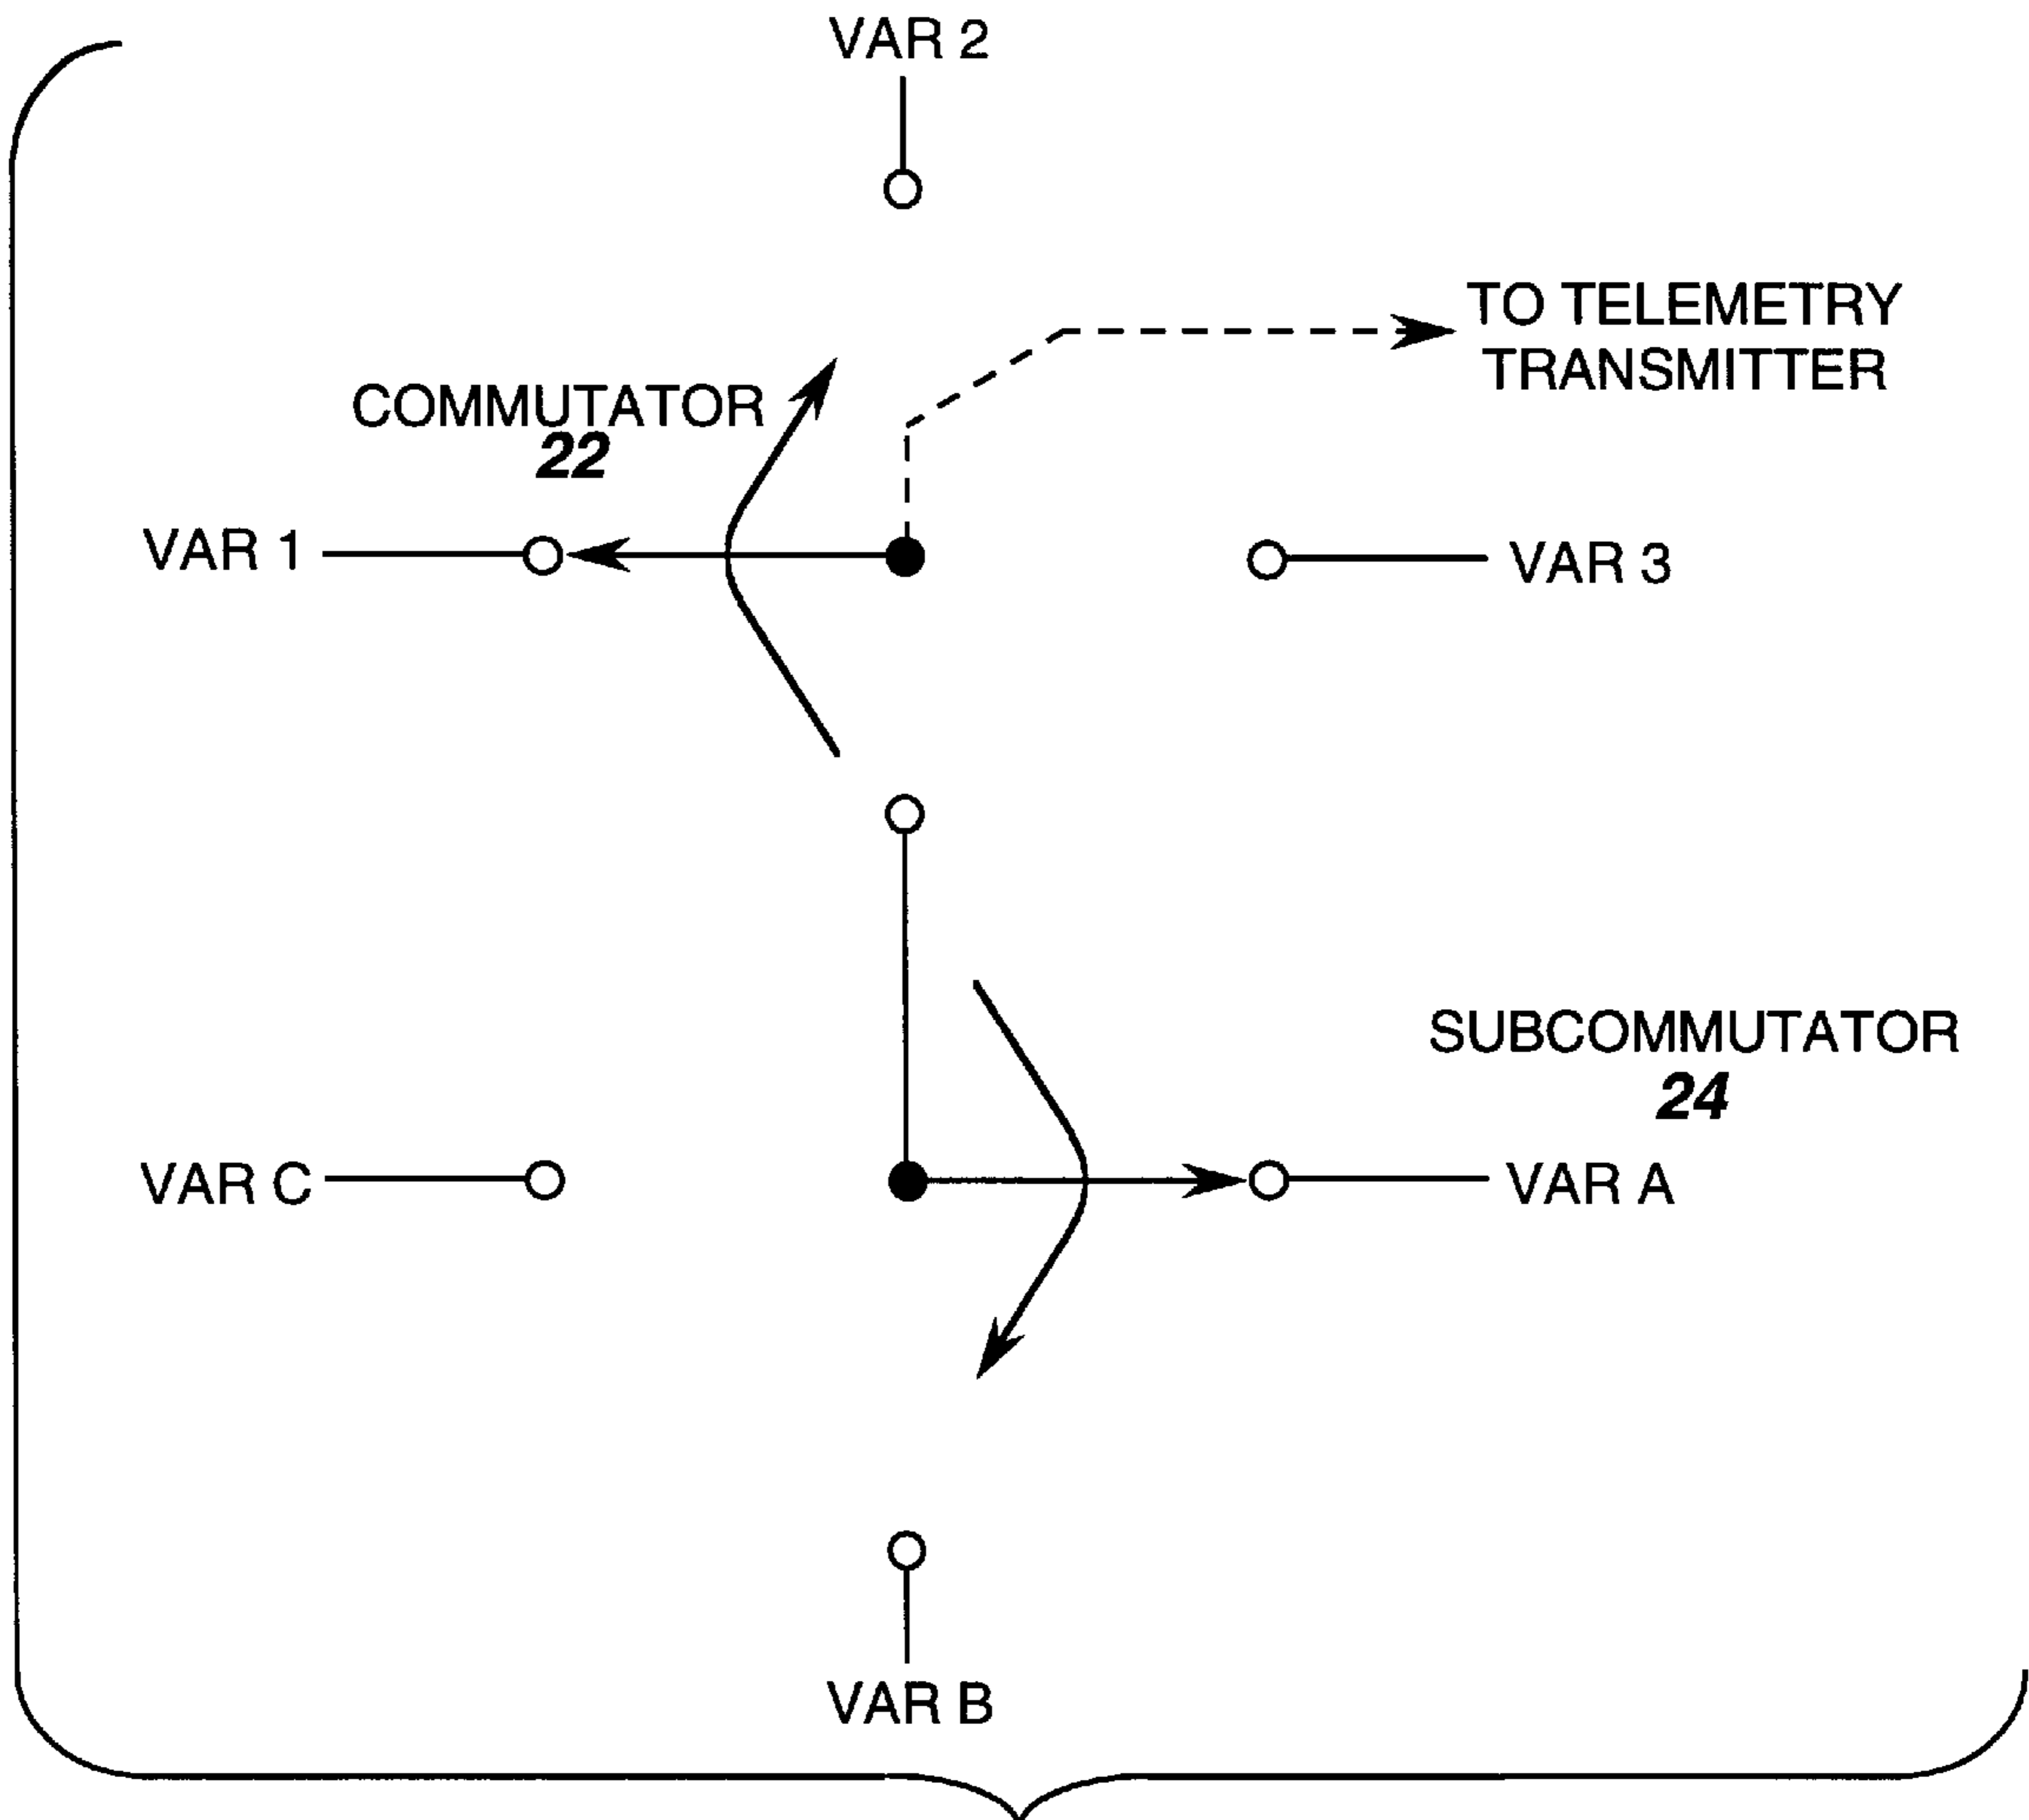 VAR 2
TO TELEMETRY
TRANSMITTER
COMMUTATOR
22
VAR 1
VAR 3
SUBCOMMUTATOR
24
VAR C
VAR A
VAR B